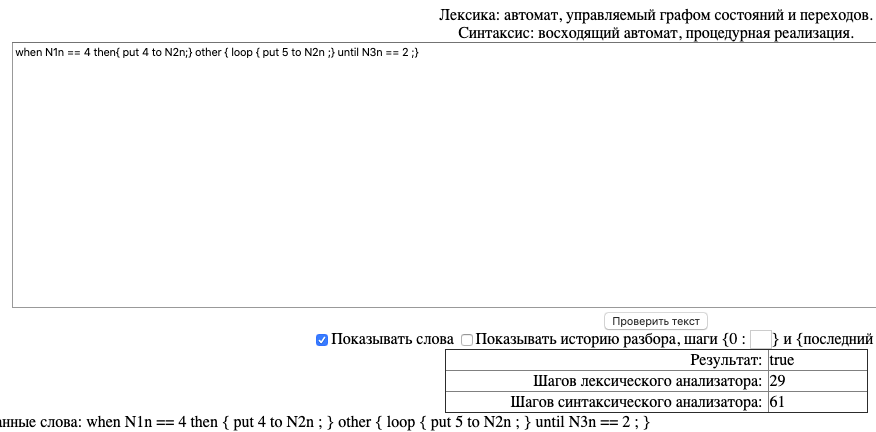 Лексика: автомат, управляемый графом состояний и переходов.
Синтаксис: восходящий автомат, процедурная реализация.
when N1n == 4 then{ put 4 to N2n;} other { loop { put 5 to N2n ;} until N3n == 2 ;}
Проверить текст
Показывать слова Показывать историю разбора, шаги {0 : } и {последний
Результат: true
Шагов лексического анализатора: 29
Шагов синтаксического анализатора: 61
нные слова: when N1n == 4 then { put 4 to N2n ; } other { loop { put 5 to N2n ; } until N3n == 2 ; }